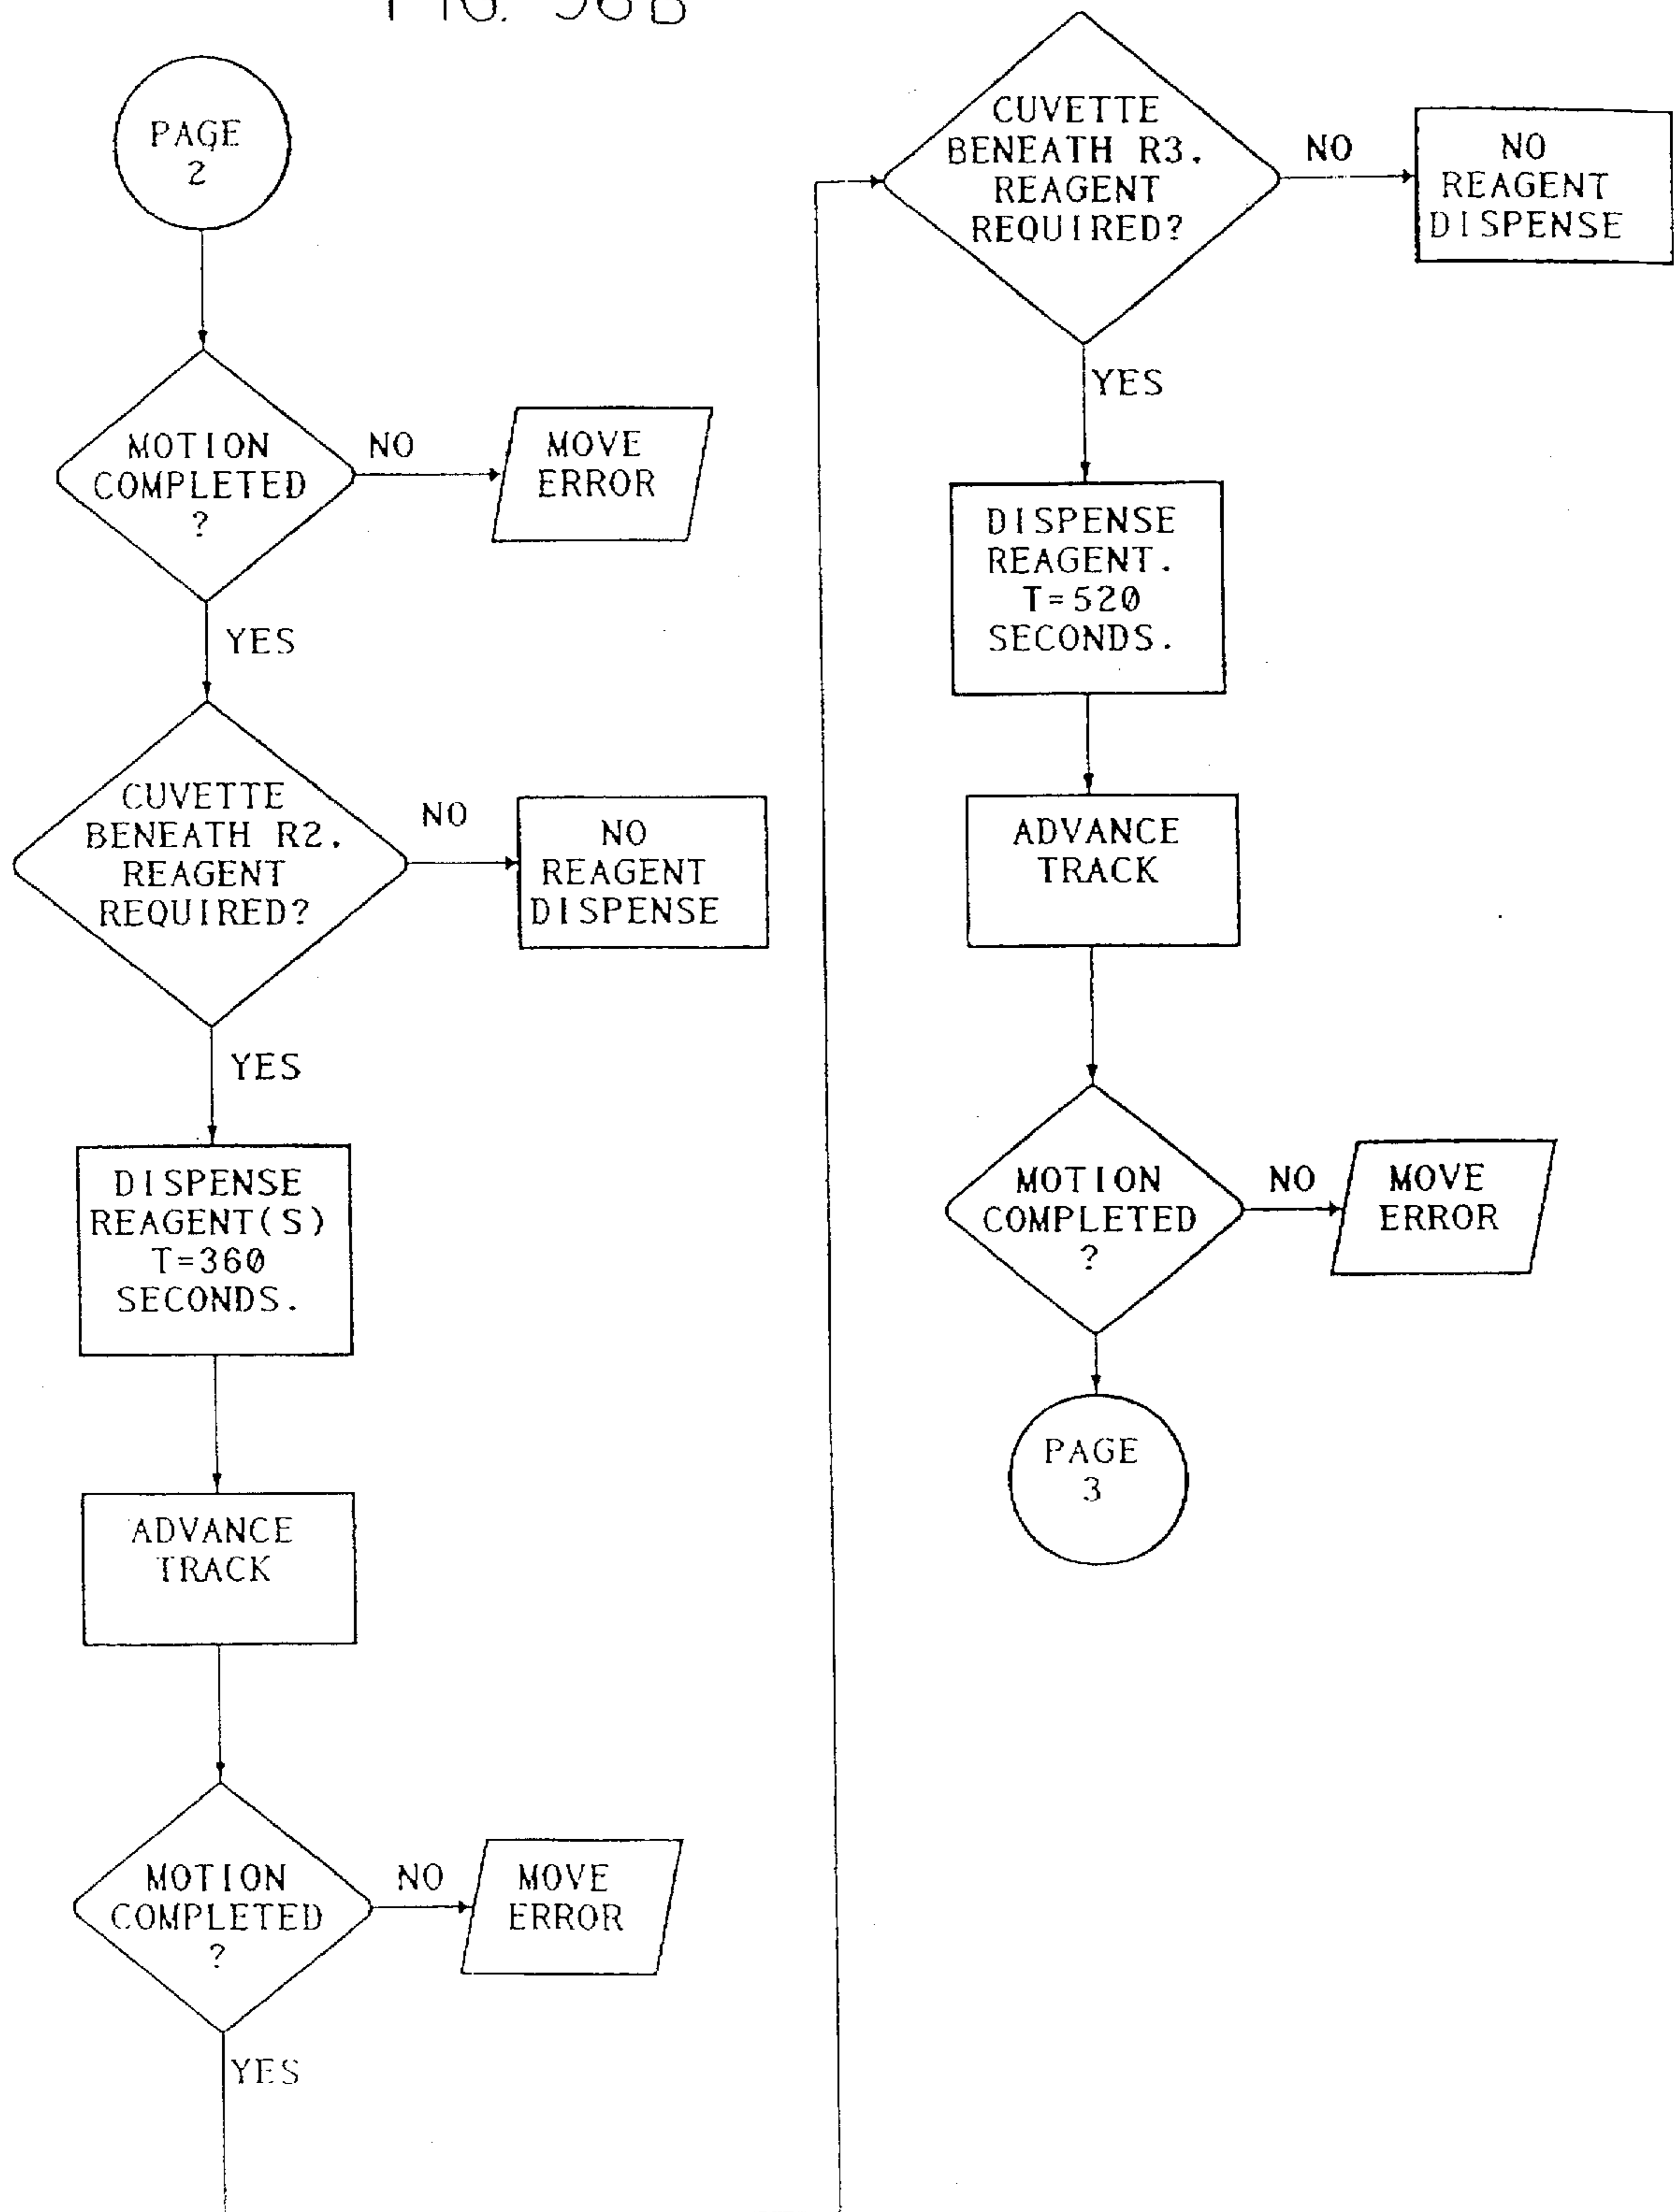 PAGE
2
MOTION
COMPLETED
?
NO
MOVE
ERROR
YES
CUVETTE
BENEATH R2.
REAGENT
REQUIRED?
NO
NO
REAGENT
DISPENSE
YES
DISPENSE
REAGENT(S)
T=360
SECONDS.
ADVANCE
TRACK
MOTION
COMPLETED
?
NO
MOVE
ERROR
YES
CUVETTE
BENEATH R3.
REAGENT
REQUIRED?
NO
NO
REAGENT
DISPENSE
YES
DISPENSE
REAGENT.
T=520
SECONDS.
ADVANCE
TRACK
MOTION
COMPLETED
?
NO
MOVE
ERROR
PAGE
3